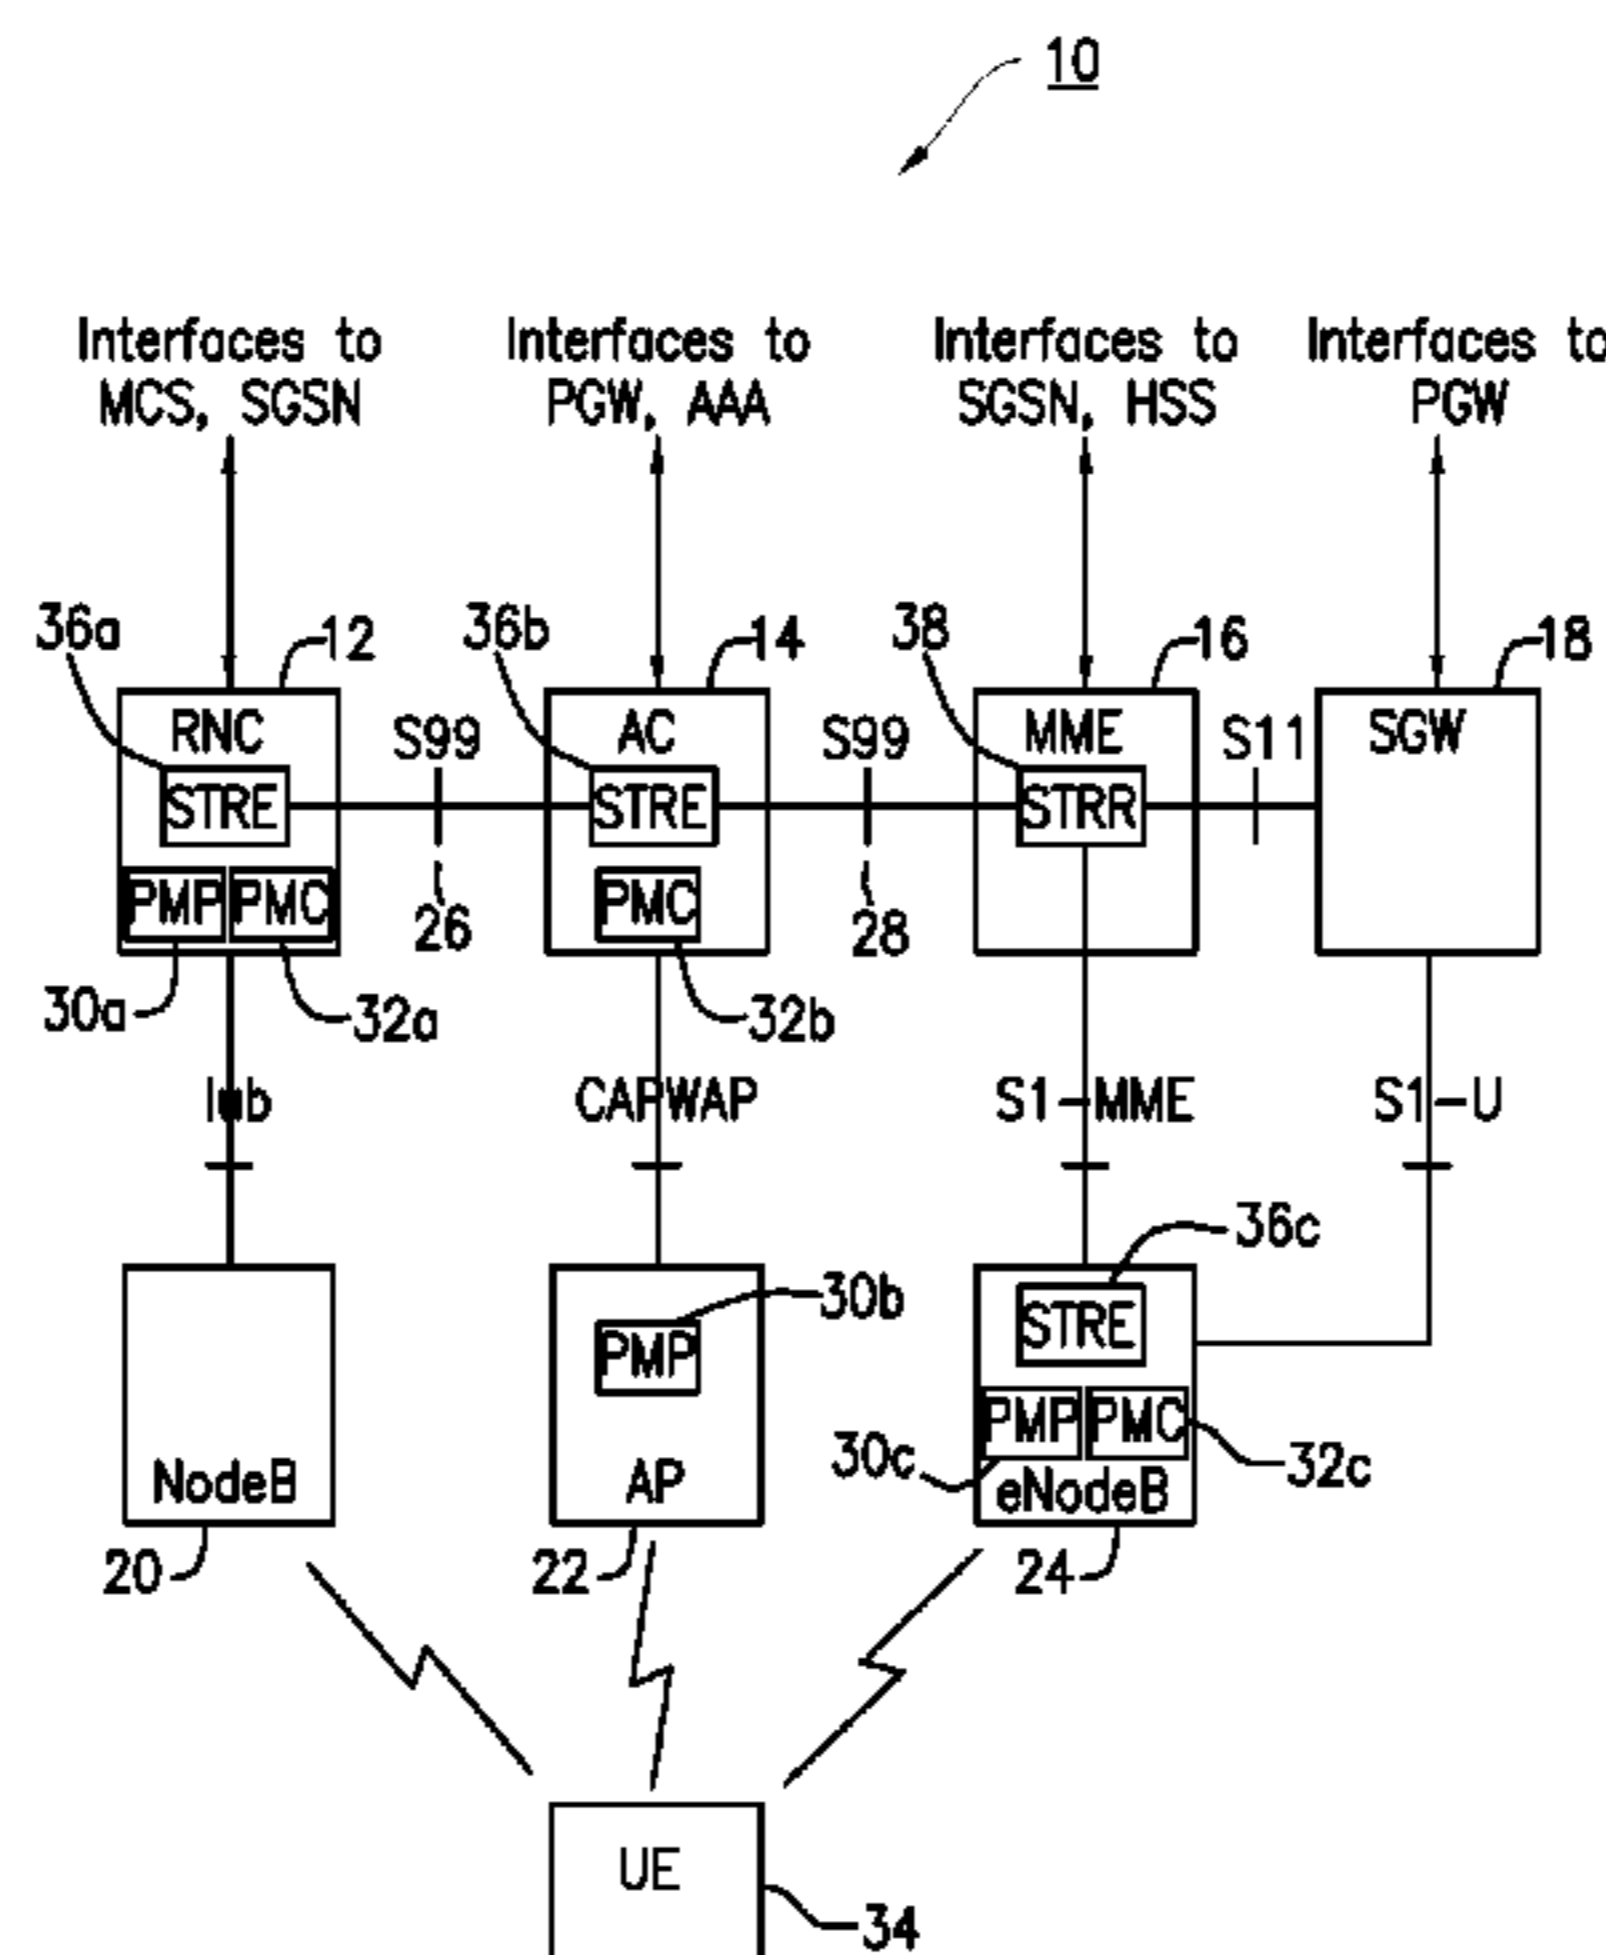 10
Interfaces to
MCS, SGSN
Interfaces to
PGW, AAA
Interfaces to
SGSN, HSS
Interfaces to
PGW
36a
12
36b
14
38
16
18
RNC
S99
AC
S99
MME
S11
SGW
STRE
STRE
STRR
PMP
PMC
PMC
26
28
30a
32a
32b
Iub
CAPWAP
S1-MME
S1-U
36c
30b
STRE
PMP
PMP
PMC
30c
32c
NodeB
AP
eNodeB
20
22
24
UE
34